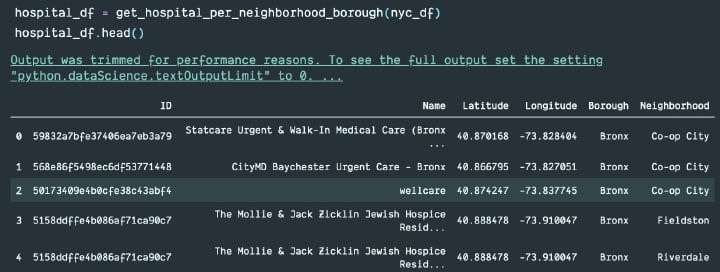 hospital_df = get_hospital_per_neighborhood_borough(nyc_df)
hospital_df.head()
Output was trimmed for performance reasons. To see the full output set the setting
"python.dataScience.textOutputLimit" to 0. ...
ID Name Latitude Longitude Borough Neighborhood
0 59832a7bfe37406ea7eb3a79 Statcare Urgent & Walk-In Medical Care (Bronx ... 40.870168 -73.828404 Bronx Co-op City
1 568e86f5498ec6df53771448 CityMD Baychester Urgent Care - Bronx 40.866795 -73.827051 Bronx Co-op City
2 50173409e4b0cfe38c43abf4 wellcare 40.874247 -73.837745 Bronx Co-op City
3 5158ddffe4b086af71ca90c7 The Mollie & Jack Zicklin Jewish Hospice Resid... 40.888478 -73.910047 Bronx Fieldston
4 5158ddffe4b086af71ca90c7 The Mollie & Jack Zicklin Jewish Hospice Resid... 40.888478 -73.910047 Bronx Riverdale